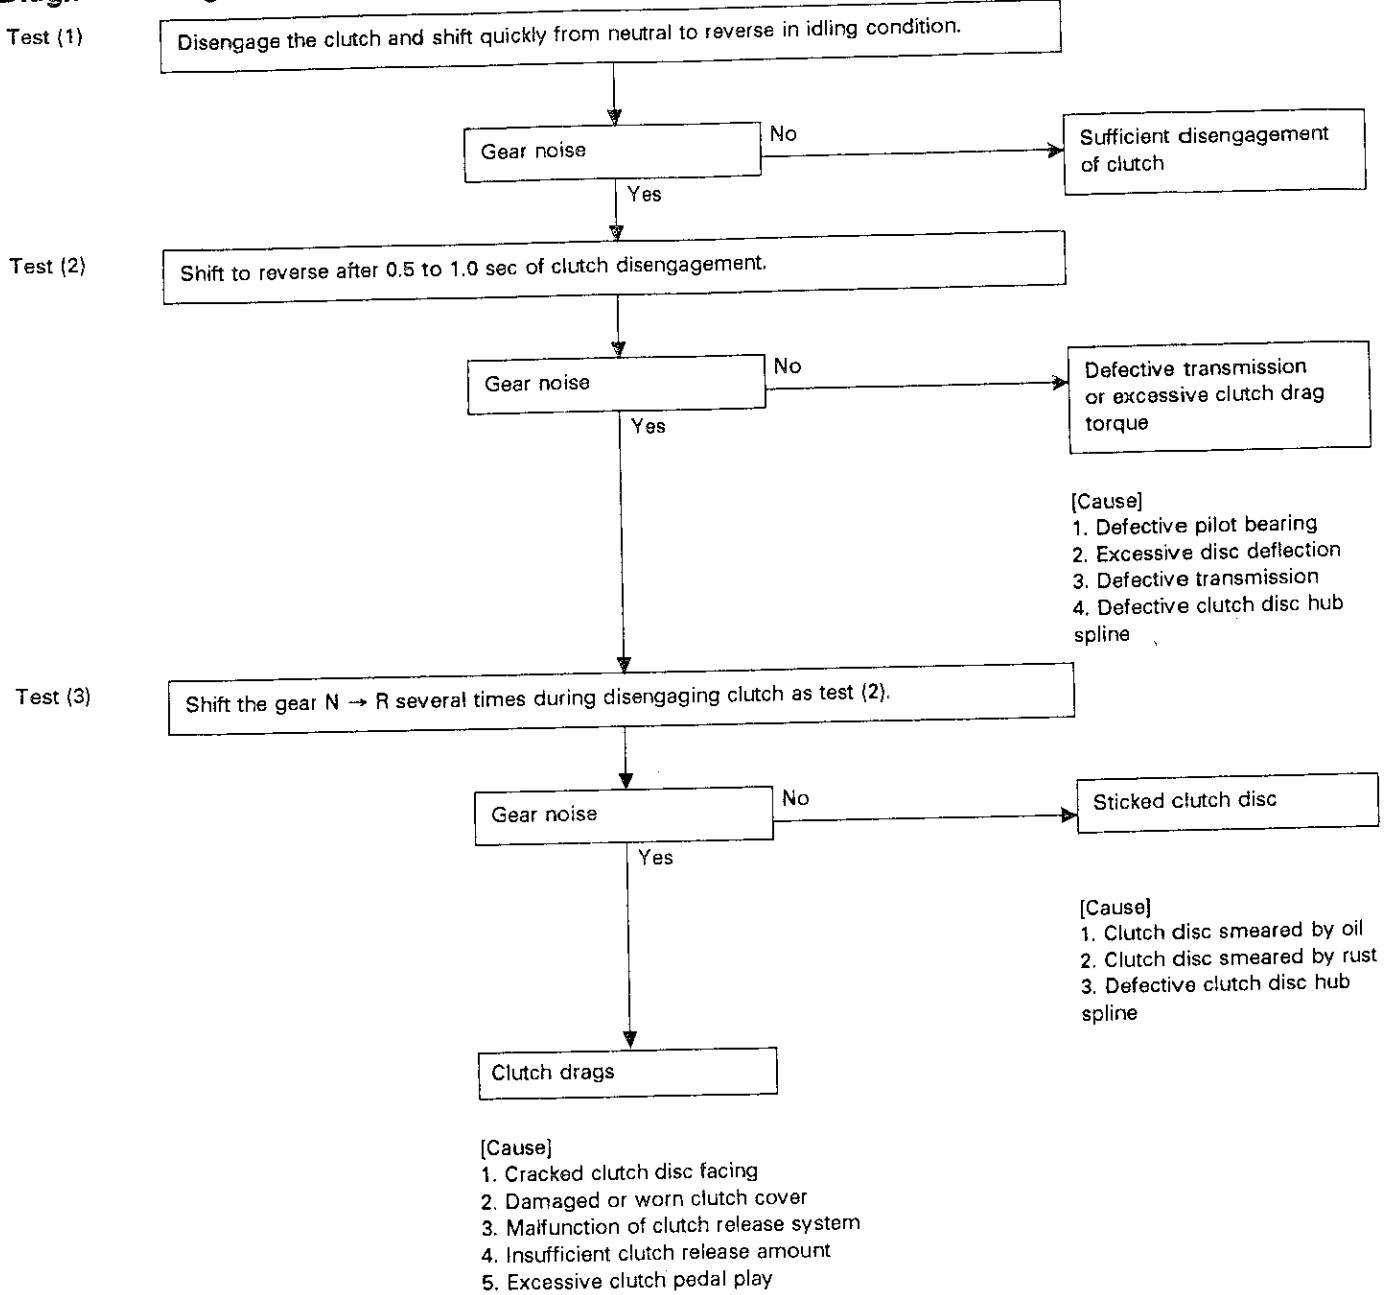 Test (1)
Disengage the clutch and shift quickly from neutral to reverse in idling condition.
Gear noise
No
Sufficient disengagement
of clutch
Yes
Test (2)
Shift to reverse after 0.5 to 1.0 sec of clutch disengagement.
Gear noise
No
Defective transmission
or excessive clutch drag
torque
Yes
[Cause]
1. Defective pilot bearing
2. Excessive disc deflection
3. Defective transmission
4. Defective clutch disc hub
spline
Test (3)
Shift the gear N → R several times during disengaging clutch as test (2).
Gear noise
No
Sticked clutch disc
Yes
[Cause]
1. Clutch disc smeared by oil
2. Clutch disc smeared by rust
3. Defective clutch disc hub
spline
Clutch drags
[Cause]
1. Cracked clutch disc facing
2. Damaged or worn clutch cover
3. Malfunction of clutch release system
4. Insufficient clutch release amount
5. Excessive clutch pedal play